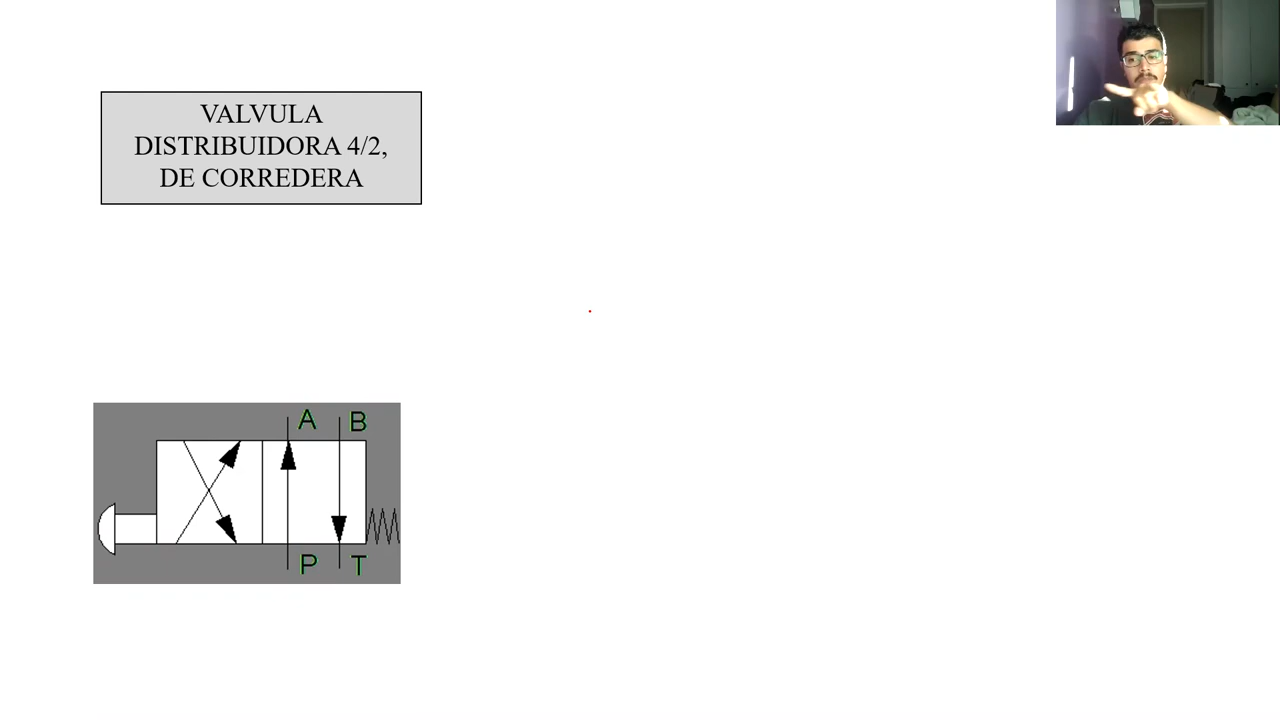 VALVULA
DISTRIBUIDORA 4/2,
DE CORREDERA
A B
P T